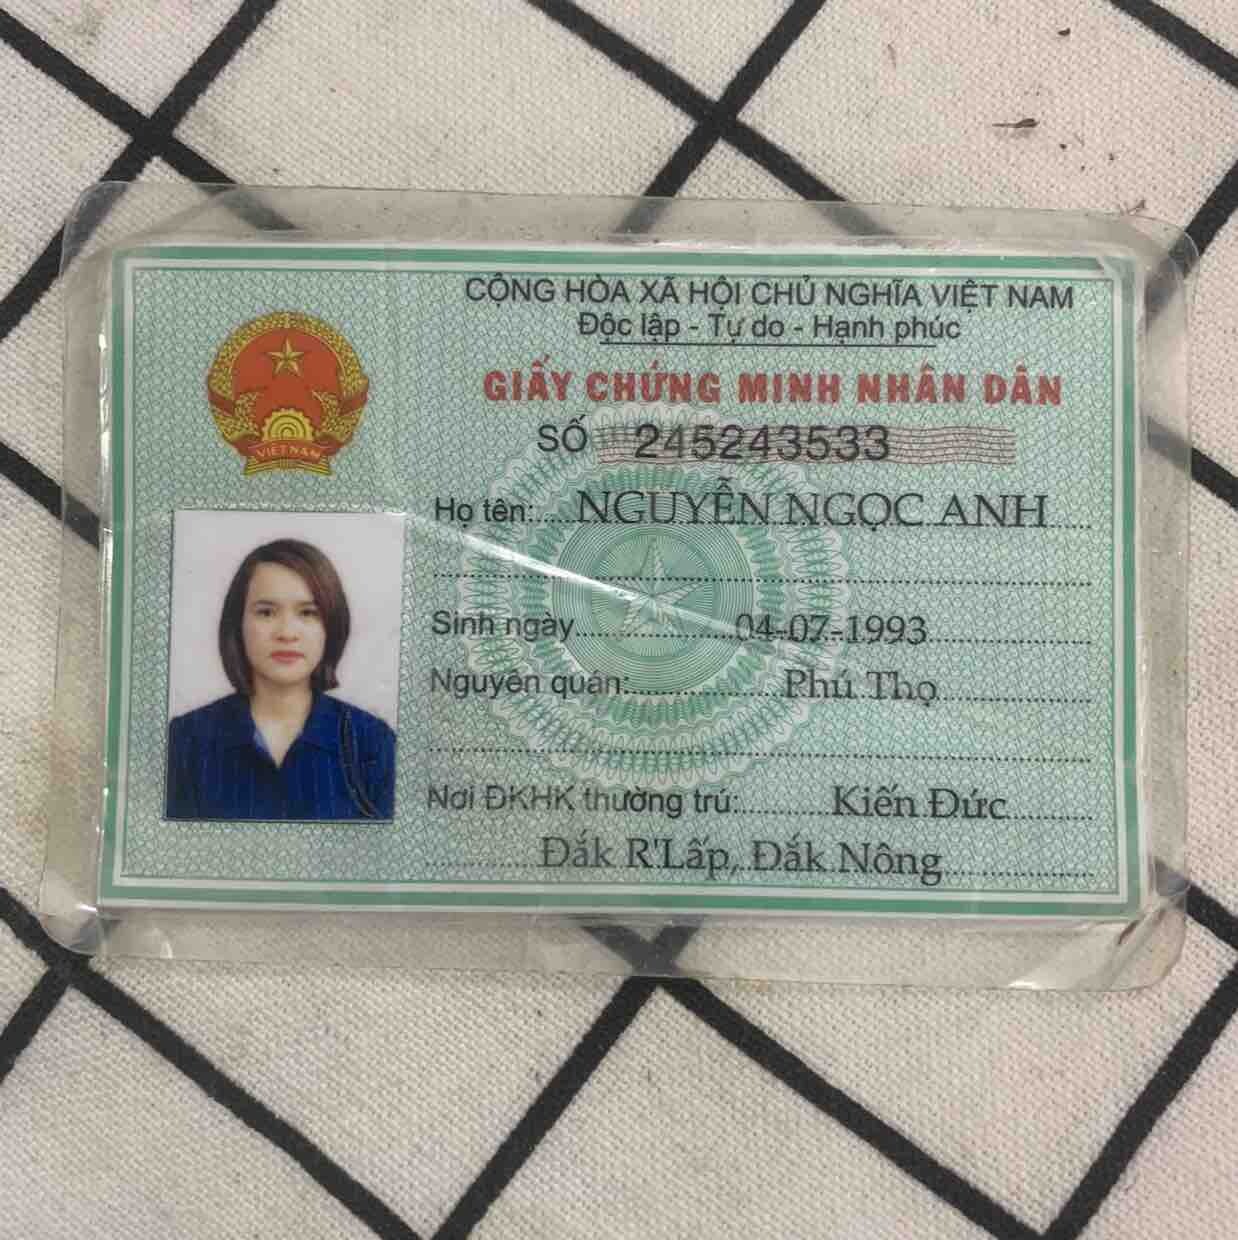 CỘNG HÒA XÃ HỘI CHỦ NGHĨA VIỆT NAM
Độc lập - Tự do - Hạnh phúc
GIẤY CHỨNG MINH NHÂN DÂN
SỐ 245243533
VIET NAM
Họ tên: NGUYỄN NGỌC ANH
Sinh ngày 04-07-1993
Nguyên quán: Phú Thọ
Nơi ĐKHK thường trú: Kiến Đức
Đắk R'Lấp, Đắk Nông